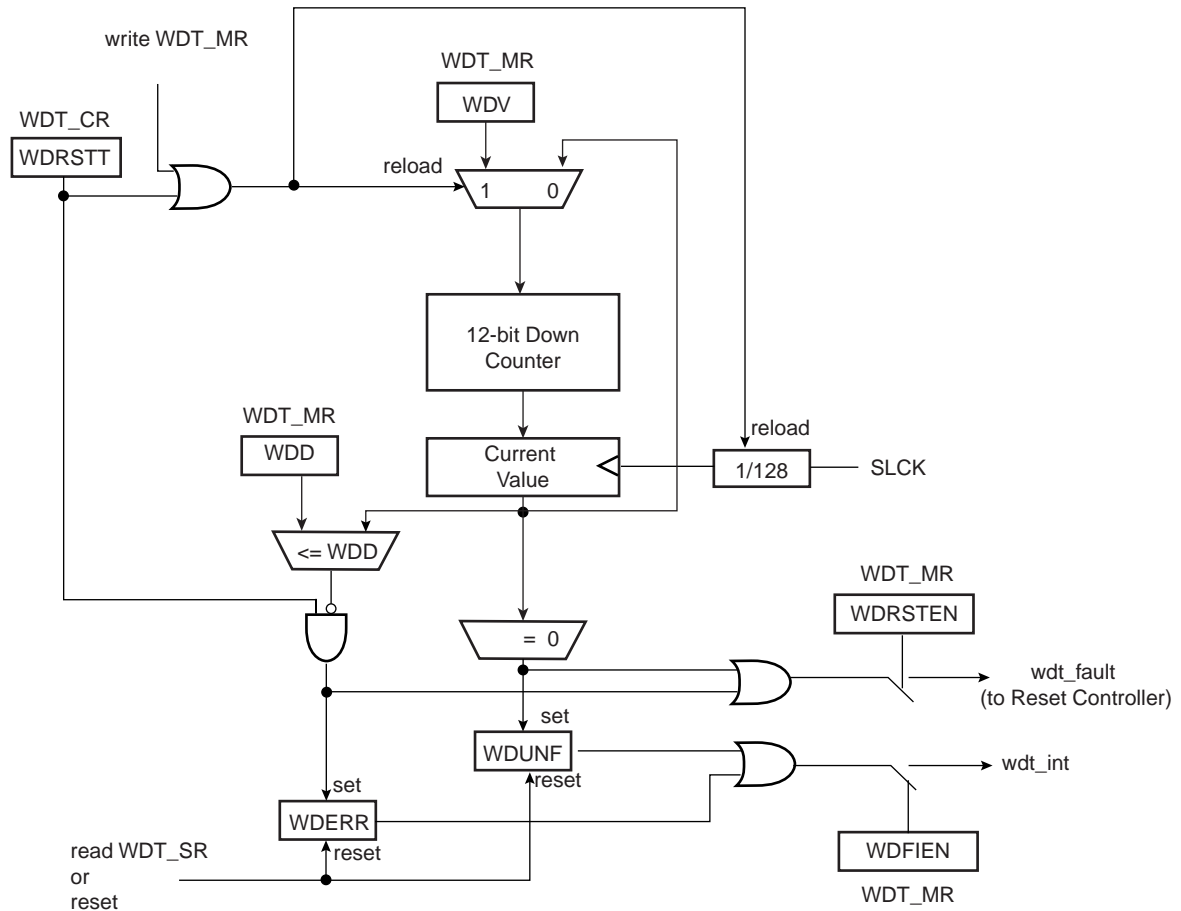 write WDT_MR
WDT_MR
WDV
WDT_CR
WDRSTT
reload
1 0
12-bit Down
Counter
WDT_MR
WDD
Current
Value
reload
1/128
SLCK
<= WDD
= 0
WDT_MR
WDRSTEN
wdt_fault
(to Reset Controller)
set
WDUNF
reset
wdt_int
set
WDERR
reset
read WDT_SR
or
reset
WDFIEN
WDT_MR